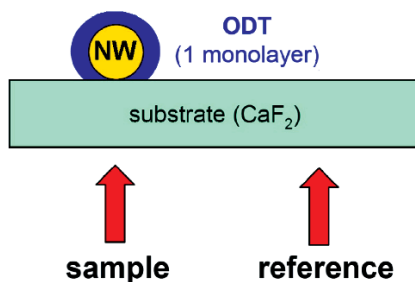 ODT
NW
(1 monolayer)
substrate (CaF₂)
sample
reference